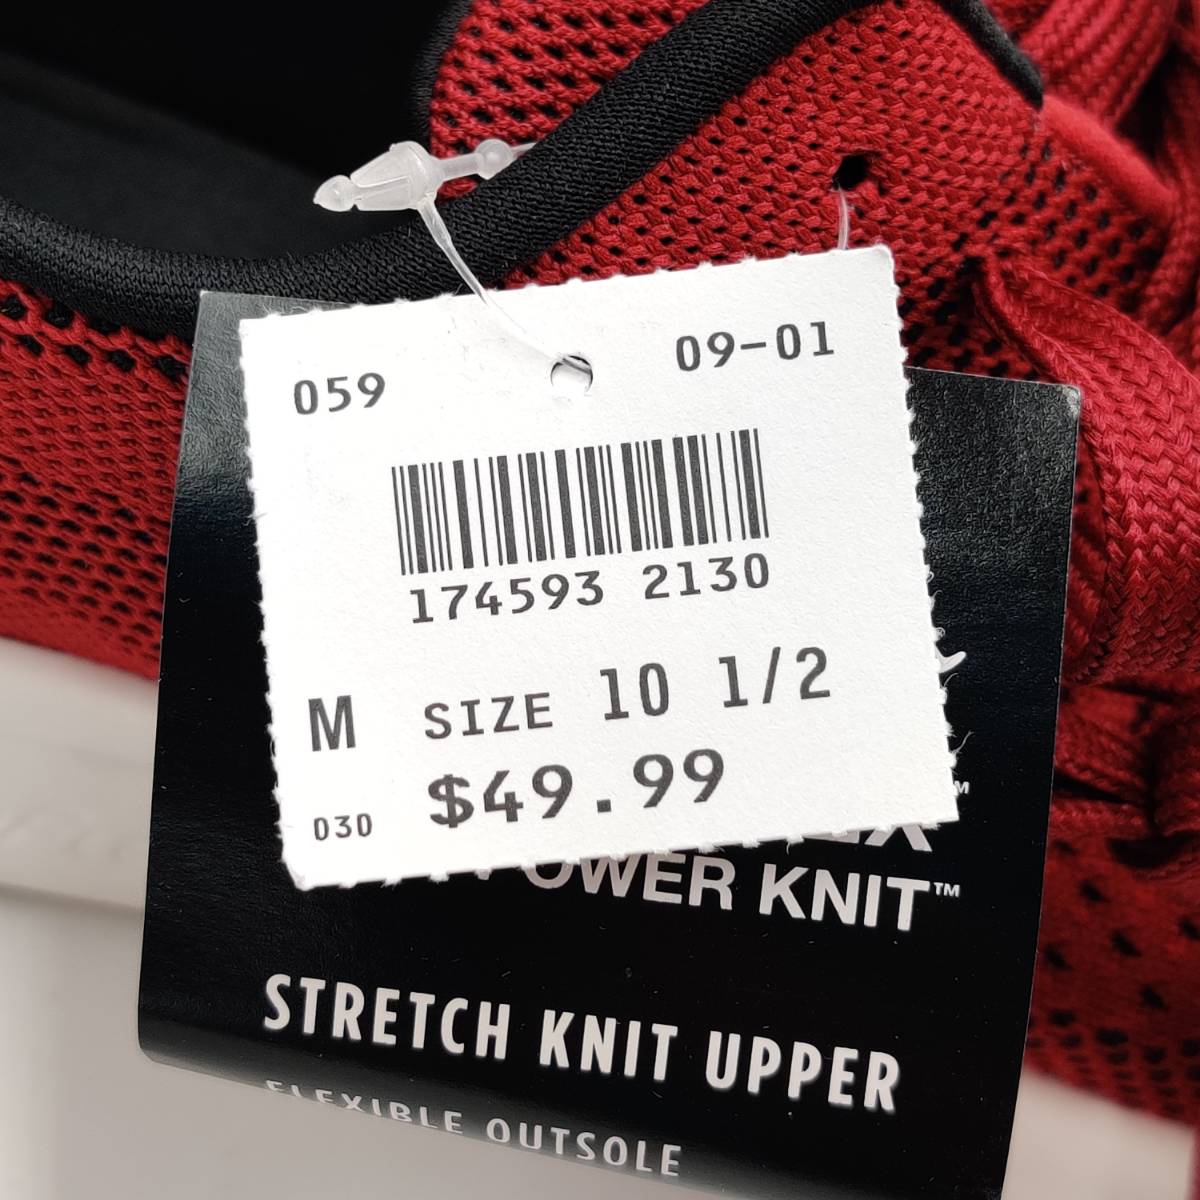 059 09-01
174593 2130
M SIZE 10 1/2
030 $49.99
POWER KNIT™
STRETCH KNIT UPPER
FLEXIBLE OUTSOLE